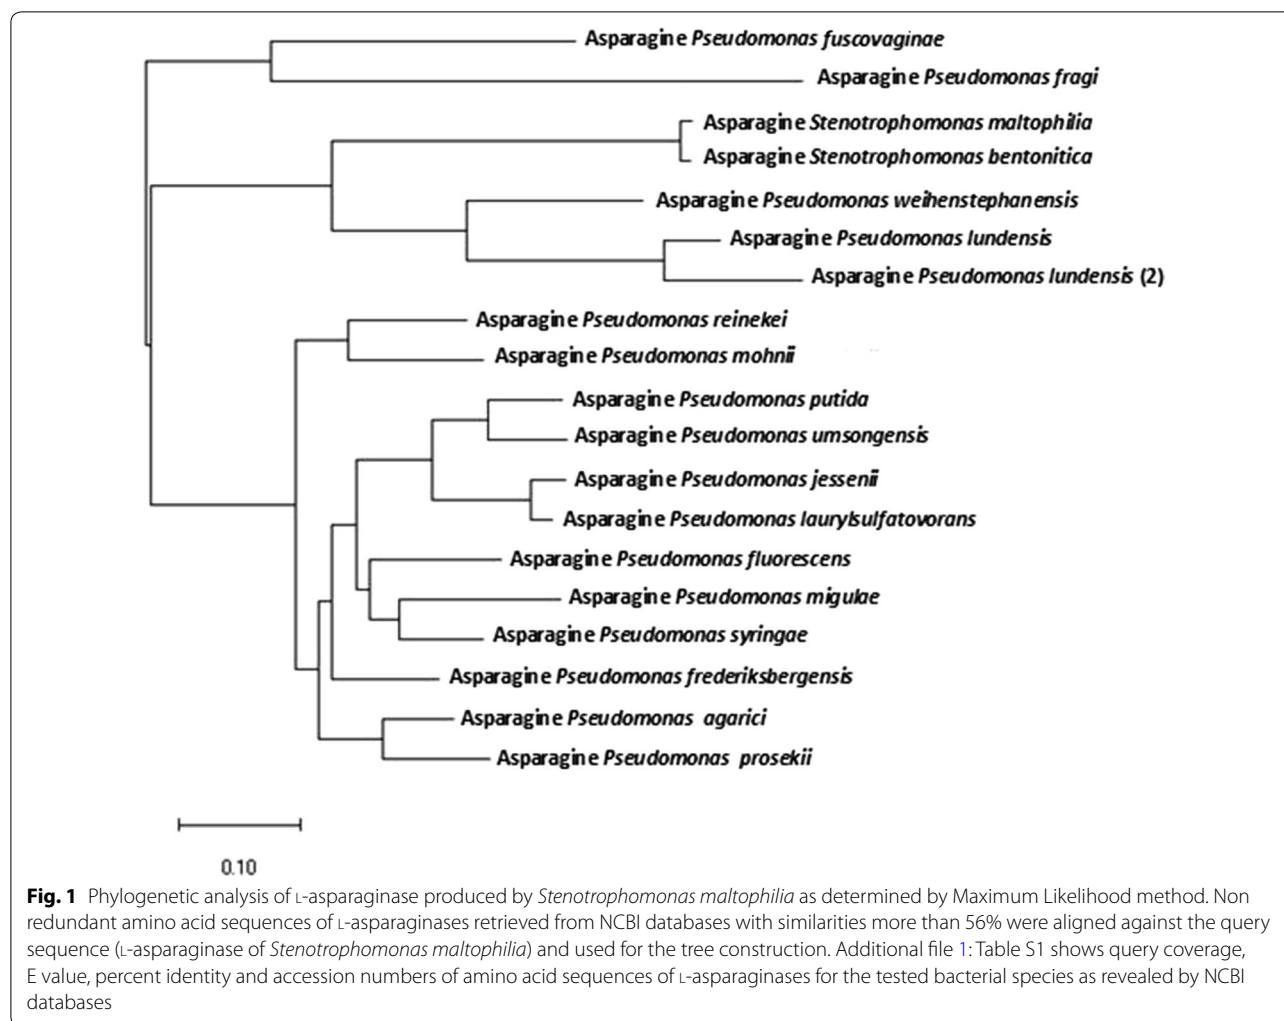 Asparagine Pseudomonas fuscovaginae
Asparagine Pseudomonas fragi
Asparagine Stenotrophomonas maltophilia
Asparagine Stenotrophomonas bentonitica
Asparagine Pseudomonas weihenstephanensis
Asparagine Pseudomonas lundensis
Asparagine Pseudomonas lundensis (2)
Asparagine Pseudomonas reinekei
Asparagine Pseudomonas mohnii
Asparagine Pseudomonas putida
Asparagine Pseudomonas umsongensis
Asparagine Pseudomonas jessenii
Asparagine Pseudomonas laurylsulfatovorans
Asparagine Pseudomonas fluorescens
Asparagine Pseudomonas migulae
Asparagine Pseudomonas syringae
Asparagine Pseudomonas frederiksbergensis
Asparagine Pseudomonas agarici
Asparagine Pseudomonas prosekii
0.10
Fig. 1 Phylogenetic analysis of ʟ-asparaginase produced by Stenotrophomonas maltophilia as determined by Maximum Likelihood method. Non
redundant amino acid sequences of ʟ-asparaginases retrieved from NCBI databases with similarities more than 56% were aligned against the query
sequence (ʟ-asparaginase of Stenotrophomonas maltophilia) and used for the tree construction. Additional file 1: Table S1 shows query coverage,
E value, percent identity and accession numbers of amino acid sequences of ʟ-asparaginases for the tested bacterial species as revealed by NCBI
databases